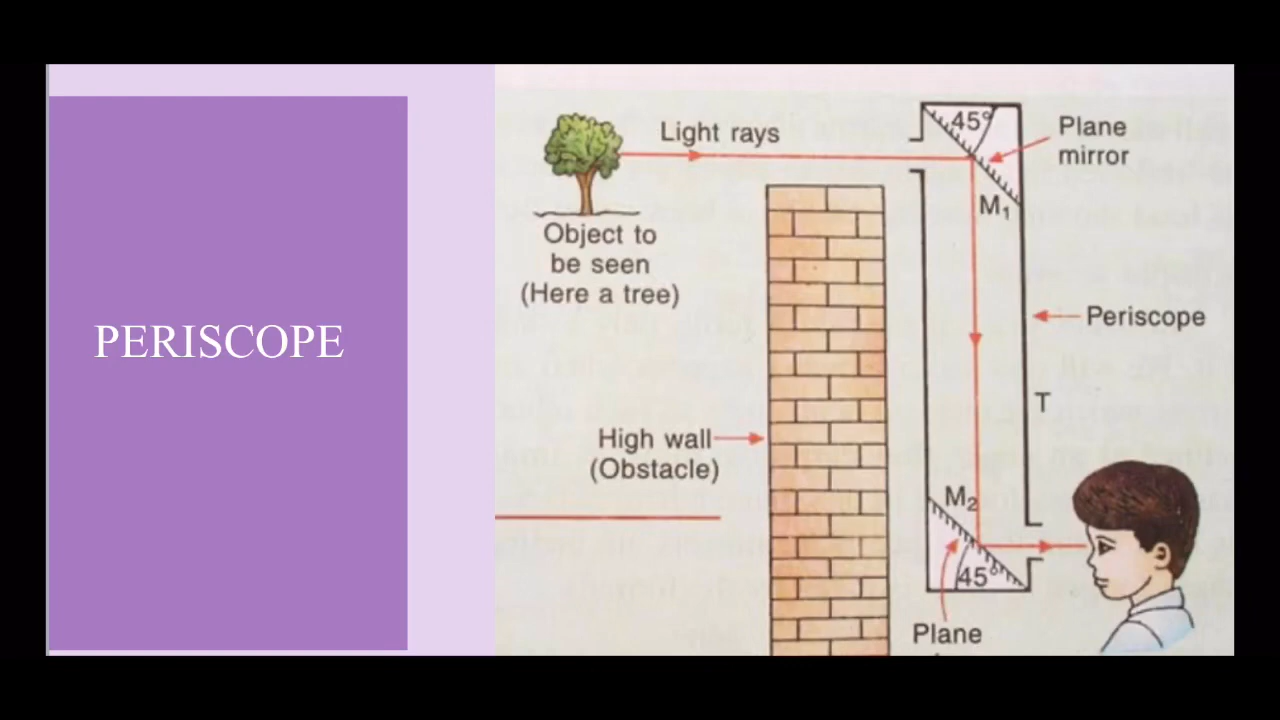 PERISCOPE
Light rays
45°
Plane
mirror
M₁
Object to
be seen
(Here a tree)
Periscope
T
High wall
(Obstacle)
M₂
45°
Plane